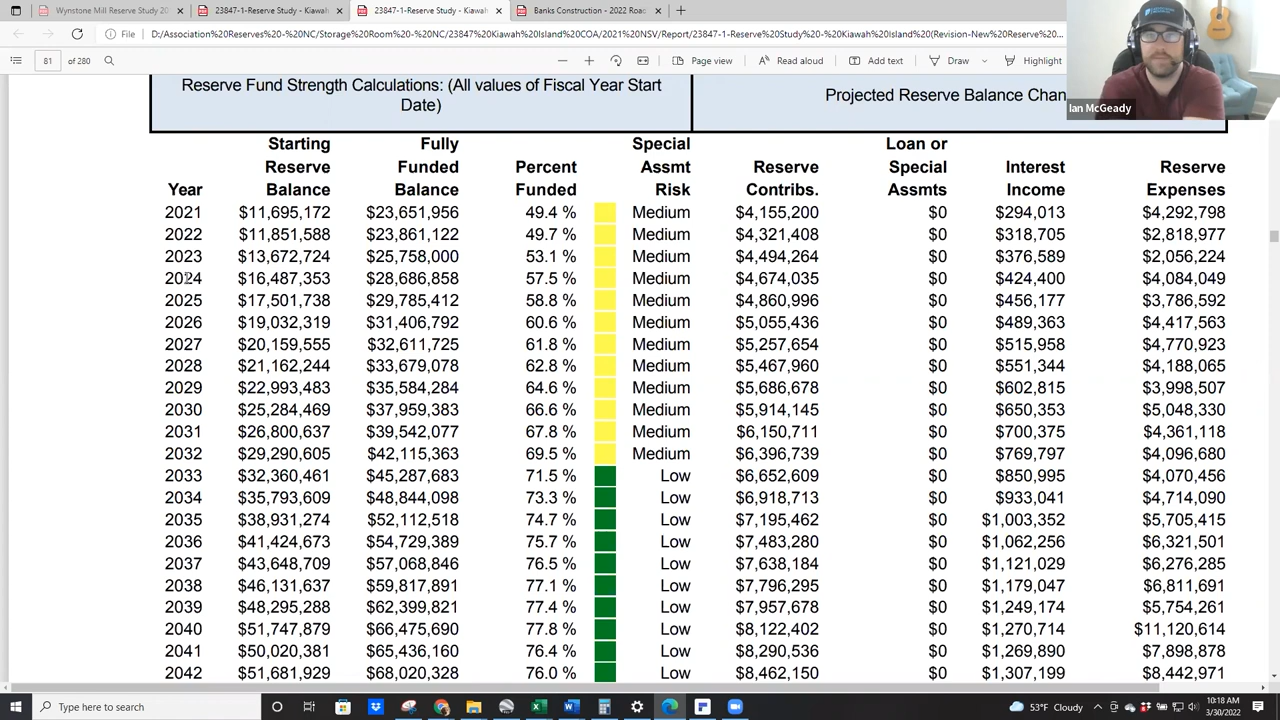 Wynstone Mill Reserve Study 20
23847-1-Reserve Study - Kiawah
23847-1-Reserve Study - Kiawah
Banks Construction - 2022 Road
File
D:/Association%20Reserves%20-%20NC/Storage%20Room%20-%20NC/23847%20Kiawah%20Island%20COA/2021%20NSV/Report/23847-1-Reserve%20Study%20-%20Kiawah%20Island%20(Revision-New%20Reserve%20...
81 of 280
Page view
Read aloud
Add text
Draw
Highlight
Ian McGeady
Reserve Fund Strength Calculations: (All values of Fiscal Year Start
Date)
Projected Reserve Balance Chan
Starting Fully Special Loan or
Reserve Funded Percent Assmt Reserve Special Interest Reserve
Year Balance Balance Funded Risk Contribs. Assmts Income Expenses
2021 $11,695,172 $23,651,956 49.4 % Medium $4,155,200 $0 $294,013 $4,292,798
2022 $11,851,588 $23,861,122 49.7 % Medium $4,321,408 $0 $318,705 $2,818,977
2023 $13,672,724 $25,758,000 53.1 % Medium $4,494,264 $0 $376,589 $2,056,224
2024 $16,487,353 $28,686,858 57.5 % Medium $4,674,035 $0 $424,400 $4,084,049
2025 $17,501,738 $29,785,412 58.8 % Medium $4,860,996 $0 $456,177 $3,786,592
2026 $19,032,319 $31,406,792 60.6 % Medium $5,055,436 $0 $489,363 $4,417,563
2027 $20,159,555 $32,611,725 61.8 % Medium $5,257,654 $0 $515,958 $4,770,923
2028 $21,162,244 $33,679,078 62.8 % Medium $5,467,960 $0 $551,344 $4,188,065
2029 $22,993,483 $35,584,284 64.6 % Medium $5,686,678 $0 $602,815 $3,998,507
2030 $25,284,469 $37,959,383 66.6 % Medium $5,914,145 $0 $650,353 $5,048,330
2031 $26,800,637 $39,542,077 67.8 % Medium $6,150,711 $0 $700,375 $4,361,118
2032 $29,290,605 $42,115,363 69.5 % Medium $6,396,739 $0 $769,797 $4,096,680
2033 $32,360,461 $45,287,683 71.5 % Low $6,652,609 $0 $850,995 $4,070,456
2034 $35,793,609 $48,844,098 73.3 % Low $6,918,713 $0 $933,041 $4,714,090
2035 $38,931,274 $52,112,518 74.7 % Low $7,195,462 $0 $1,003,352 $5,705,415
2036 $41,424,673 $54,729,389 75.7 % Low $7,483,280 $0 $1,062,256 $6,321,501
2037 $43,648,709 $57,068,846 76.5 % Low $7,638,184 $0 $1,121,029 $6,276,285
2038 $46,131,637 $59,817,891 77.1 % Low $7,796,295 $0 $1,179,047 $6,811,691
2039 $48,295,288 $62,399,821 77.4 % Low $7,957,678 $0 $1,249,174 $5,754,261
2040 $51,747,879 $66,475,690 77.8 % Low $8,122,402 $0 $1,270,714 $11,120,614
2041 $50,020,381 $65,436,160 76.4 % Low $8,290,536 $0 $1,269,890 $7,898,878
2042 $51,681,929 $68,020,328 76.0 % Low $8,462,150 $0 $1,307,199 $8,442,971
Type here to search
53°F Cloudy
10:18 AM
3/30/2022